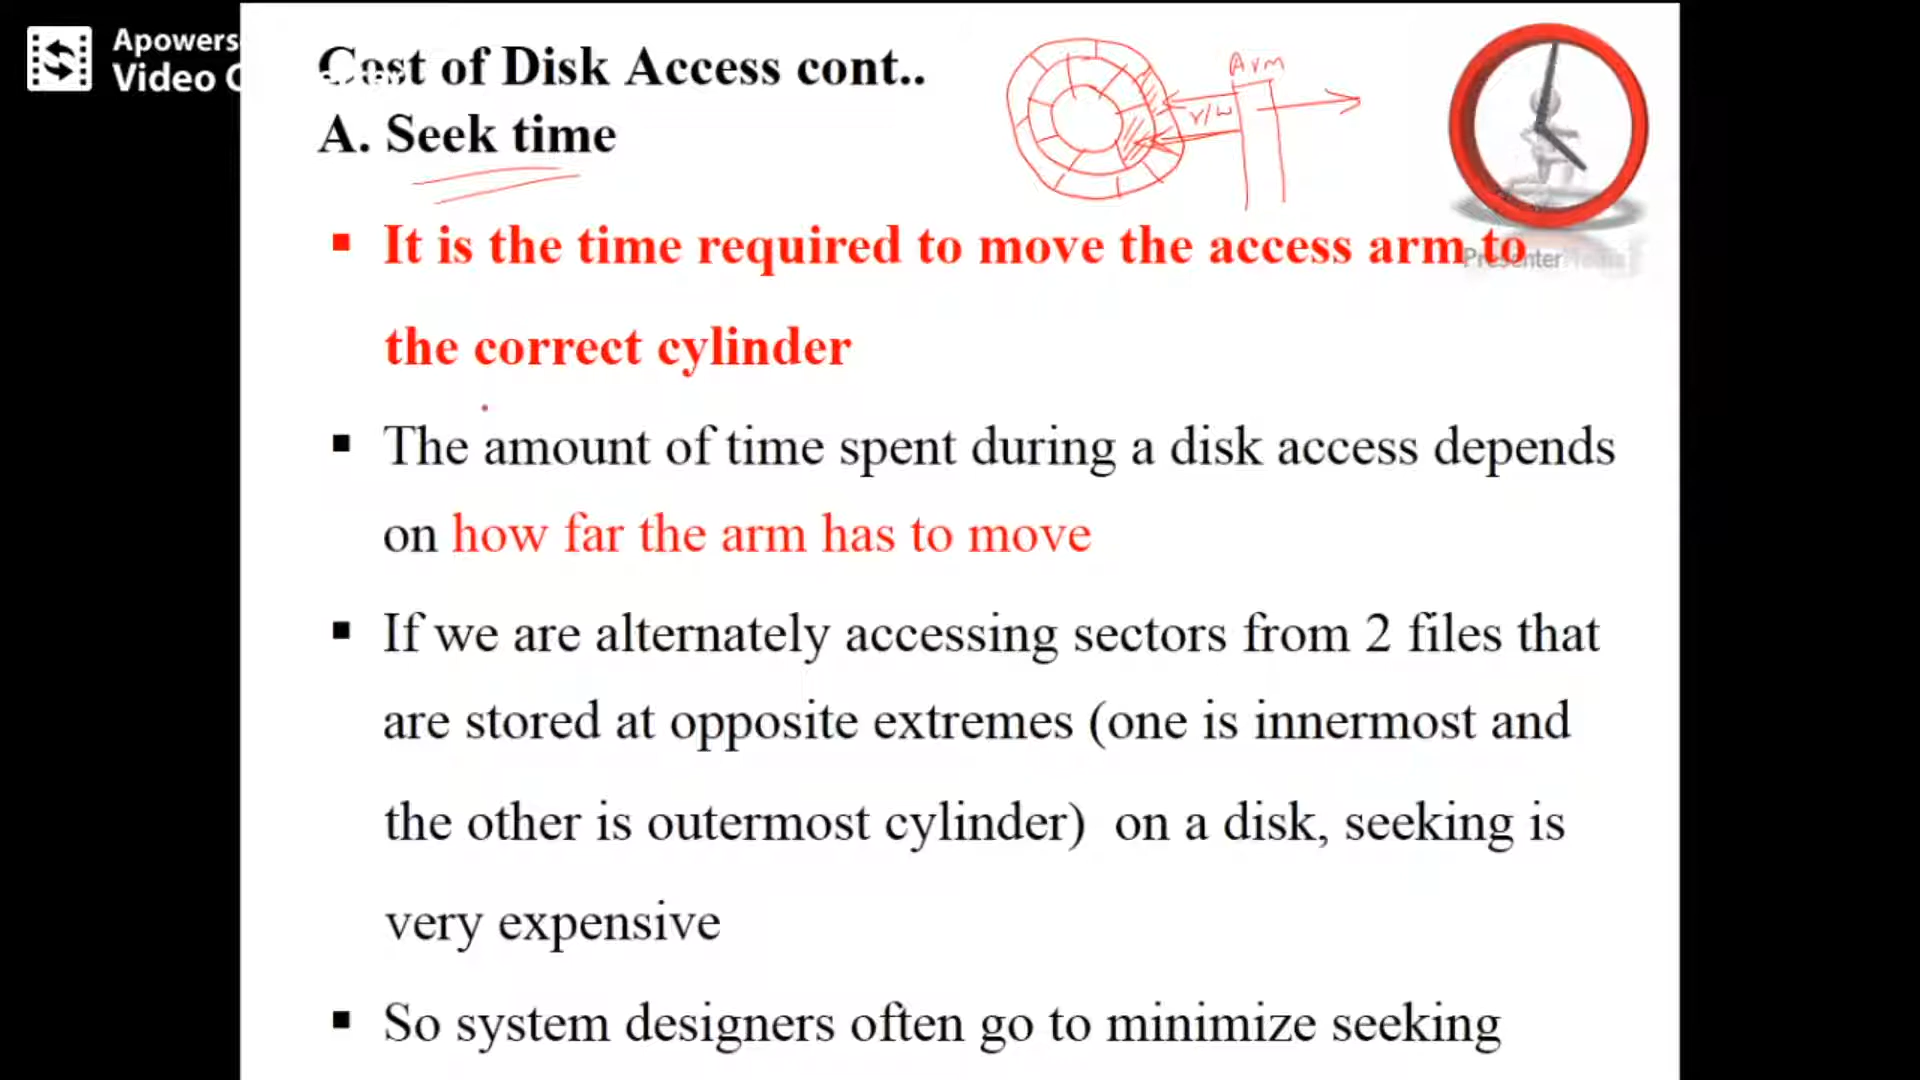 Apowers
Video C
Cost of Disk Access cont..
A. Seek time
Arm
r/w
It is the time required to move the access arm to
the correct cylinder
The amount of time spent during a disk access depends
on how far the arm has to move
If we are alternately accessing sectors from 2 files that
are stored at opposite extremes (one is innermost and
the other is outermost cylinder) on a disk, seeking is
very expensive
So system designers often go to minimize seeking